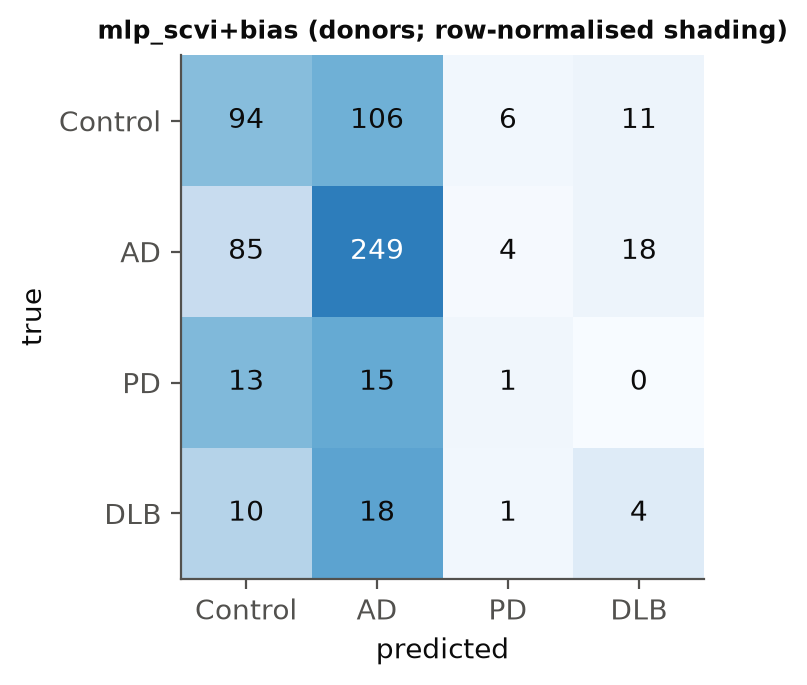 mlp_scvi+bias (donors; row-normalised shading)
Control 94 106 6 11
AD 85 249 4 18
PD 13 15 1 0
DLB 10 18 1 4
Control AD PD DLB
predicted
true